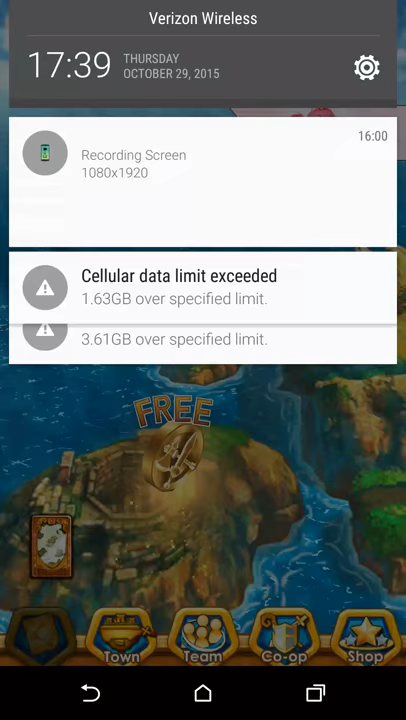 Verizon Wireless
17:39
THURSDAY
OCTOBER 29, 2015
16:00
Recording Screen
1080x1920
Cellular data limit exceeded
1.63GB over specified limit.
3.61GB over specified limit.
FREE
Town
Team
Co-op
Shop